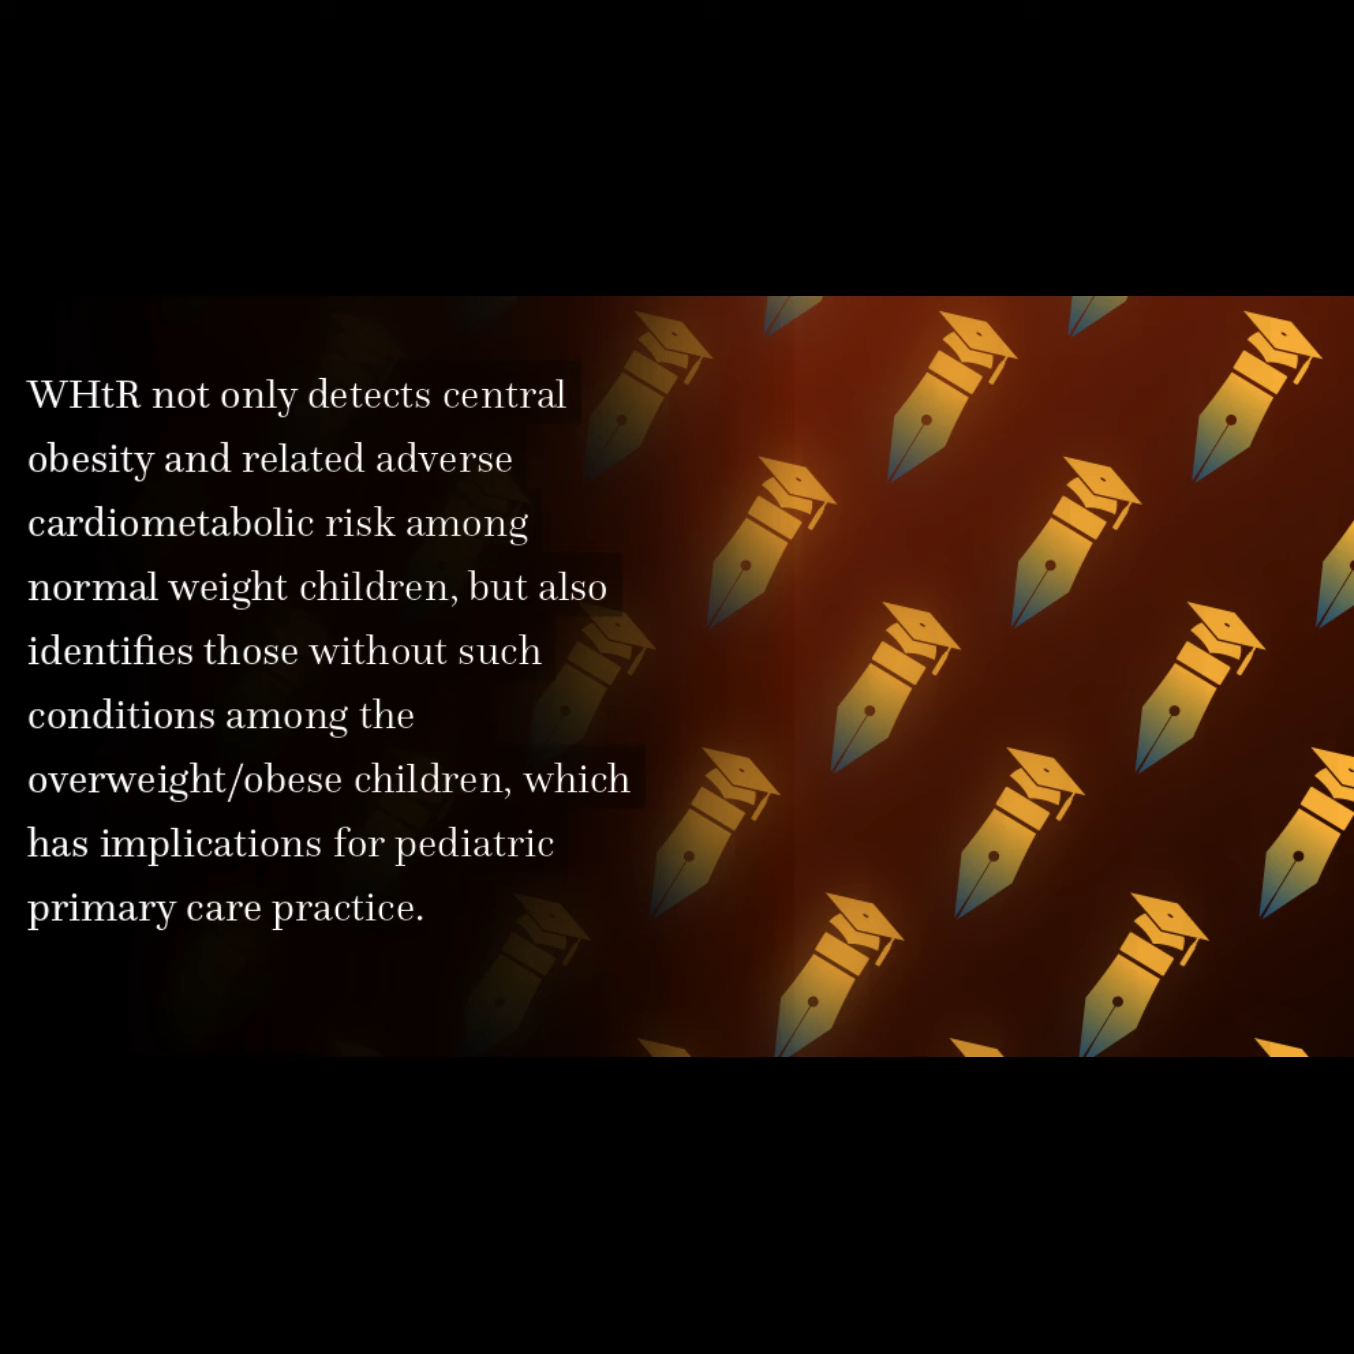 WHtR not only detects central
obesity and related adverse
cardiometabolic risk among
normal weight children, but also
identifies those without such
conditions among the
overweight/obese children, which
has implications for pediatric
primary care practice.